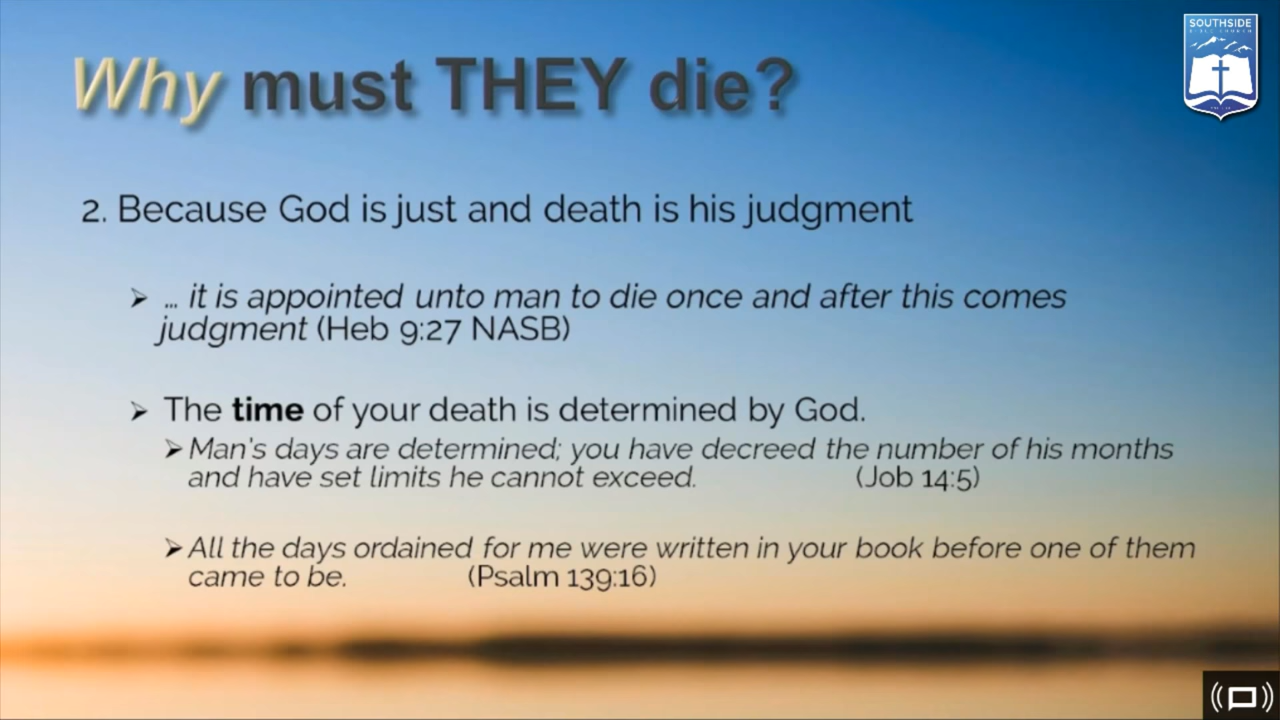 SOUTHSIDE
BIBLE CHURCH
Why must THEY die?
2. Because God is just and death is his judgment
… it is appointed unto man to die once and after this comes
judgment (Heb 9:27 NASB)
The time of your death is determined by God.
Man's days are determined; you have decreed the number of his months
and have set limits he cannot exceed. (Job 14:5)
All the days ordained for me were written in your book before one of them
came to be. (Psalm 139:16)